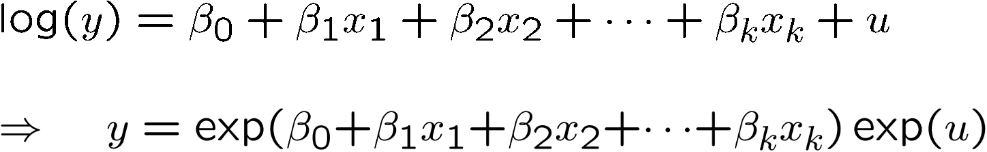 log(y) = β₀ + β₁x₁ + β₂x₂ + ⋯ + βₖxₖ + u
⇒ y = exp(β₀+β₁x₁+β₂x₂+⋯+βₖxₖ) exp(u)